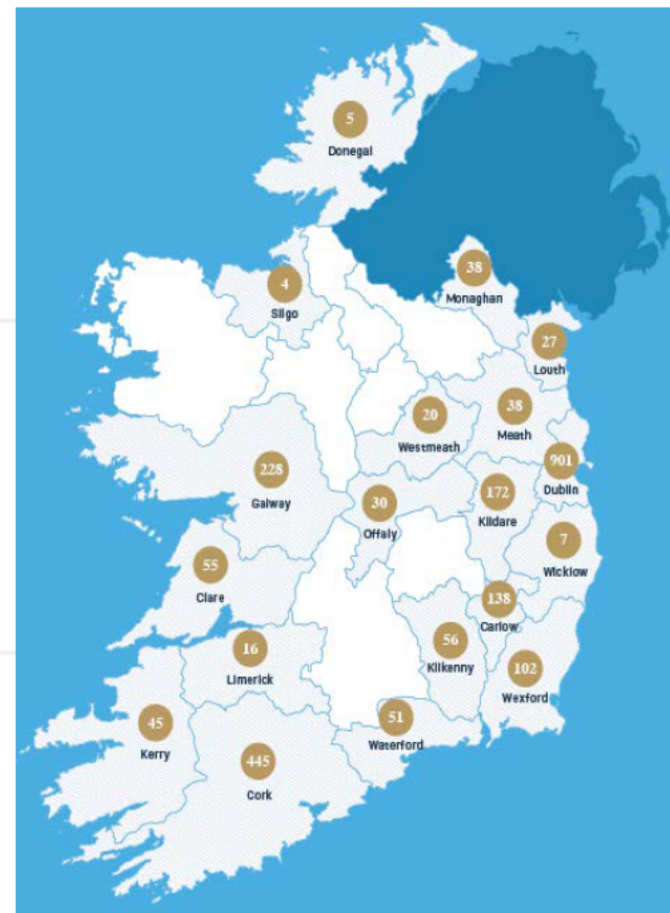 5
Donegal
38
Monaghan
4
Sligo
27
Louth
38
Meath
20
Westmeath
901
Dublin
228
Galway
172
Kildare
30
Offaly
7
Wicklow
55
Clare
138
Carlow
56
Kilkenny
16
Limerick
102
Wexford
51
Waterford
45
Kerry
445
Cork